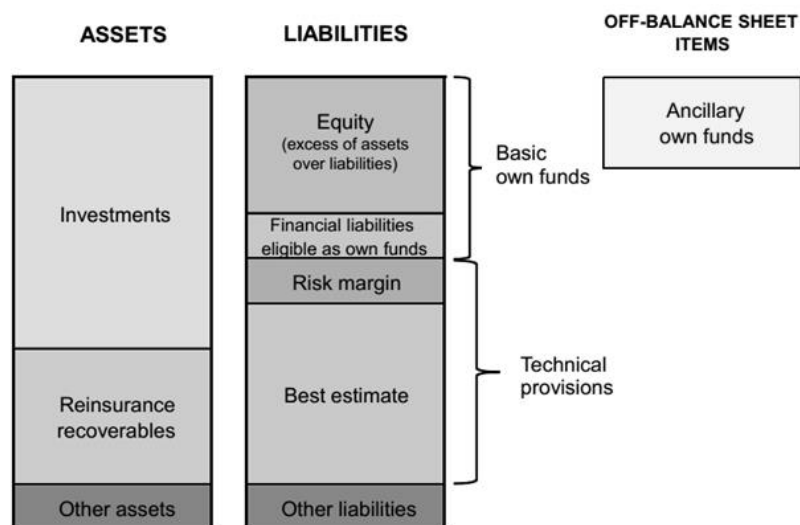 ASSETS
LIABILITIES
OFF-BALANCE SHEET
ITEMS
Investments
Reinsurance
recoverables
Other assets
Equity
(excess of assets
over liabilities)
Financial liabilities
eligible as own funds
Risk margin
Best estimate
Other liabilities
Basic
own funds
Technical
provisions
Ancillary
own funds